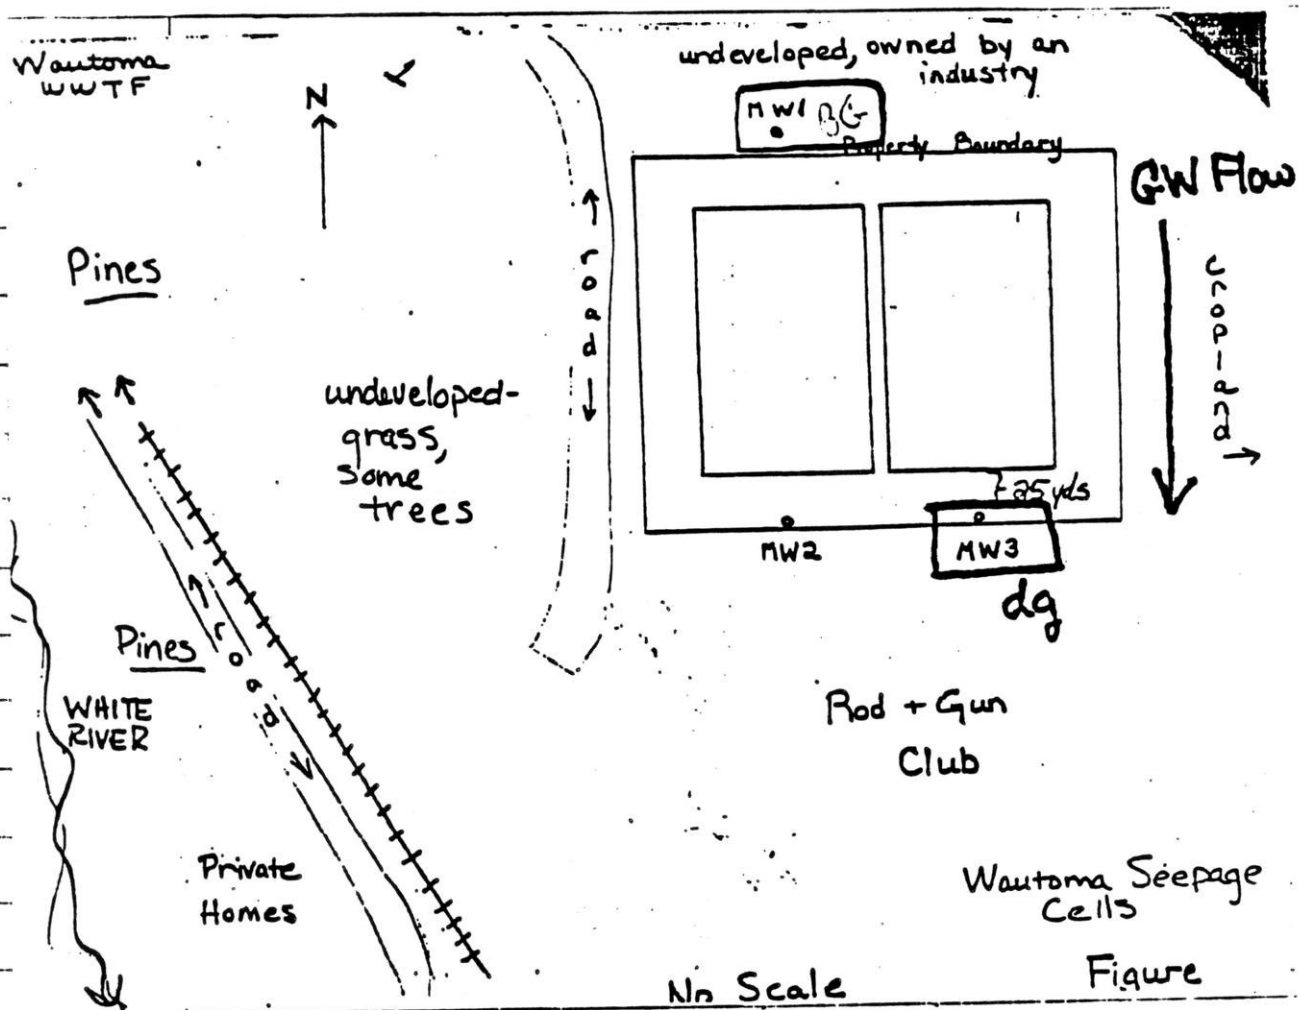 Wautoma
WWTF
N
undeveloped, owned by an
industry
MW1 BG
Property Boundary
GW Flow
road
cropland
Pines
undeveloped-
grass,
some
trees
25 yds
MW2
MW3
dg
Pines
road
WHITE
RIVER
Rod + Gun
Club
Private
Homes
Wautoma Seepage
Cells
No Scale
Figure